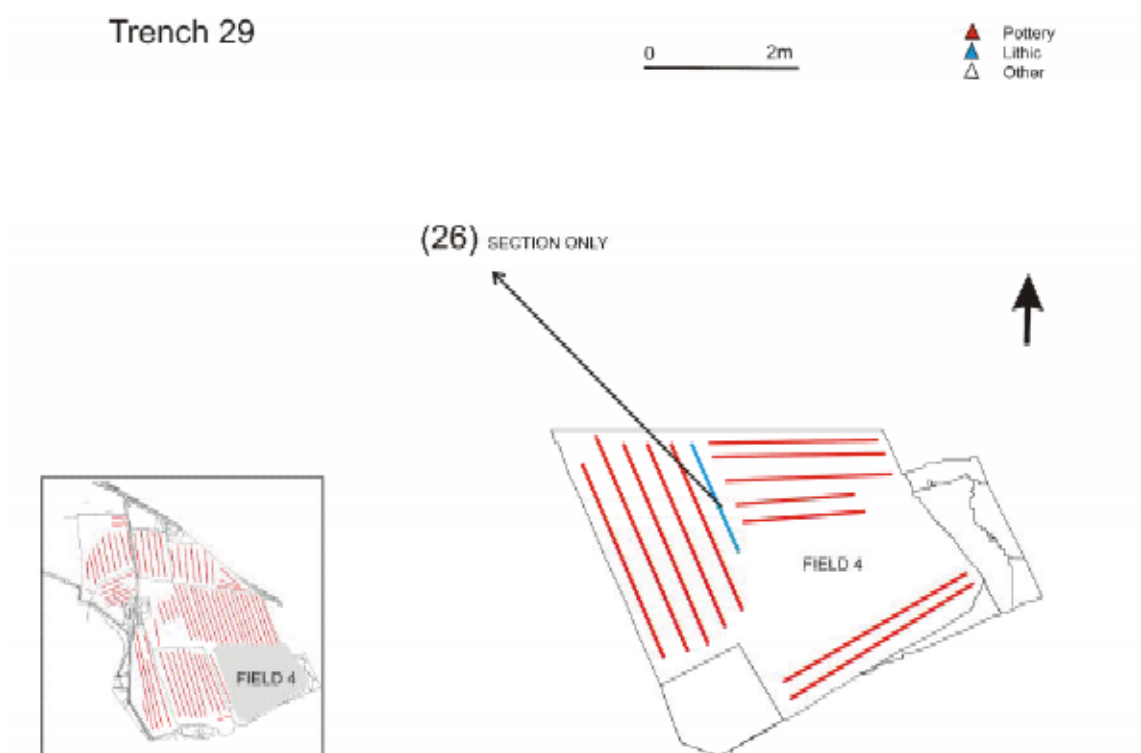 Trench 29
0 2m
Pottery
Lithic
Other
(26) SECTION ONLY
FIELD 4
FIELD 4